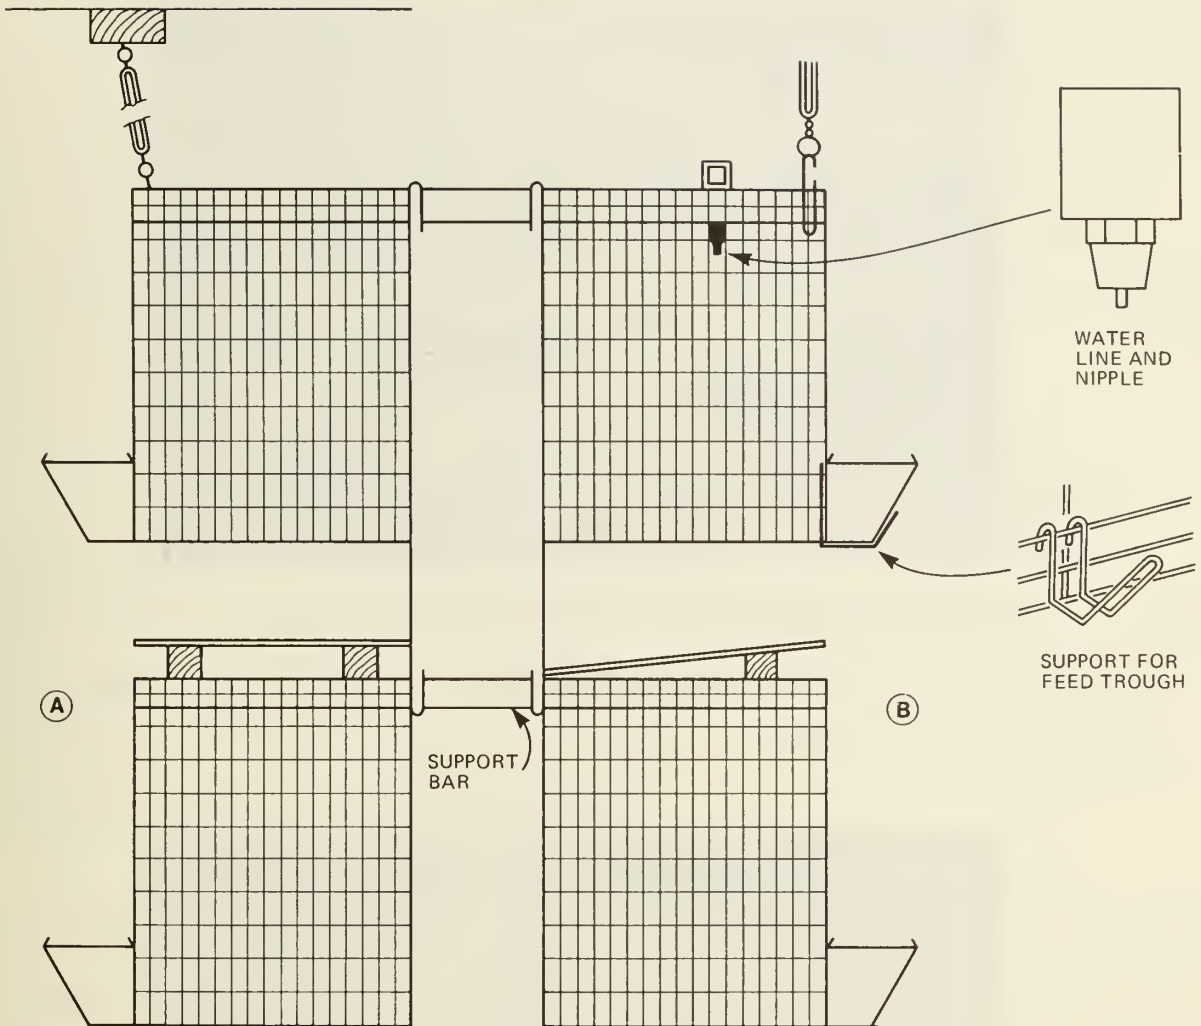 WATER
LINE AND
NIPPLE
SUPPORT FOR
FEED TROUGH
A
B
SUPPORT
BAR